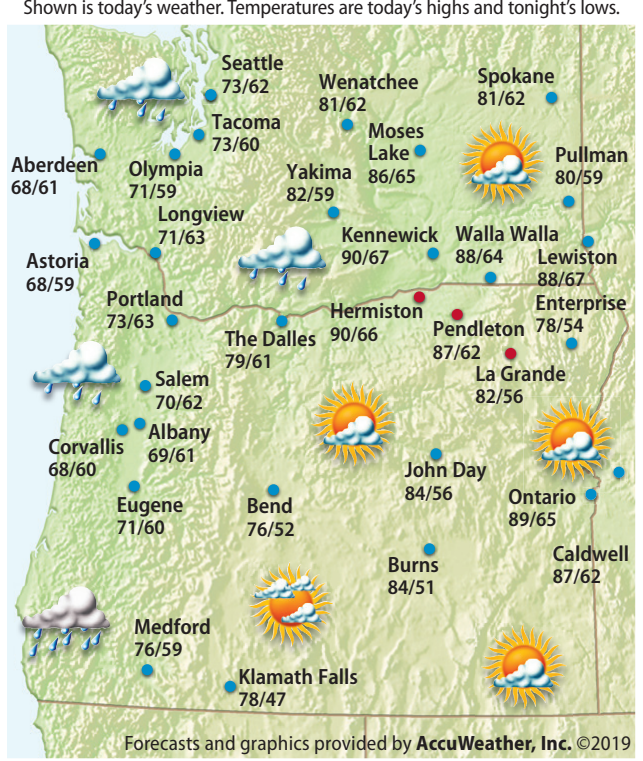 Shown is today's weather. Temperatures are today's highs and tonight's lows.
Seattle
73/62
Wenatchee
81/62
Spokane
81/62
Tacoma
73/60
Moses
Lake
86/65
Aberdeen
68/61
Olympia
71/59
Yakima
82/59
Pullman
80/59
Longview
71/63
Kennewick
90/67
Walla Walla
88/64
Lewiston
88/67
Astoria
68/59
Portland
73/63
The Dalles
79/61
Hermiston
90/66
Pendleton
87/62
Enterprise
78/54
La Grande
82/56
Salem
70/62
Corvallis
68/60
Albany
69/61
John Day
84/56
Eugene
71/60
Bend
76/52
Ontario
89/65
Burns
84/51
Caldwell
87/62
Medford
76/59
Klamath Falls
78/47
Forecasts and graphics provided by AccuWeather, Inc. ©2019